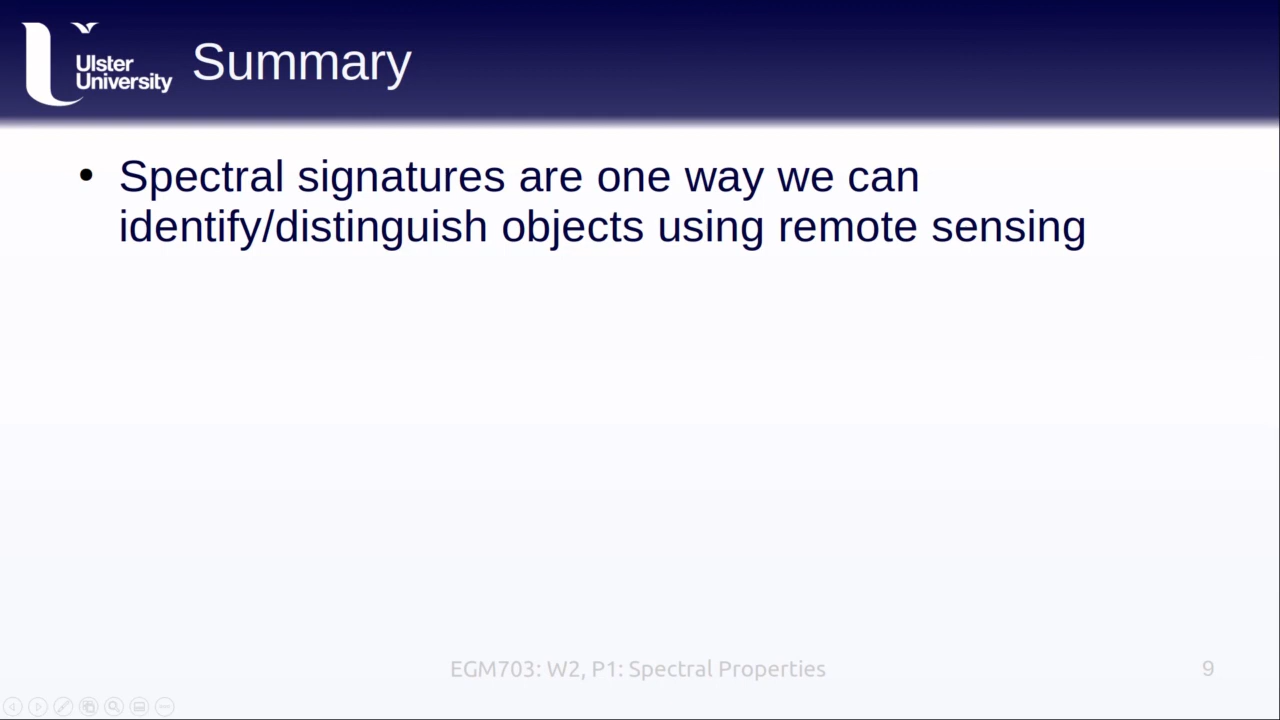 Ulster
University
Summary
• Spectral signatures are one way we can
identify/distinguish objects using remote sensing
EGM703: W2, P1: Spectral Properties
9